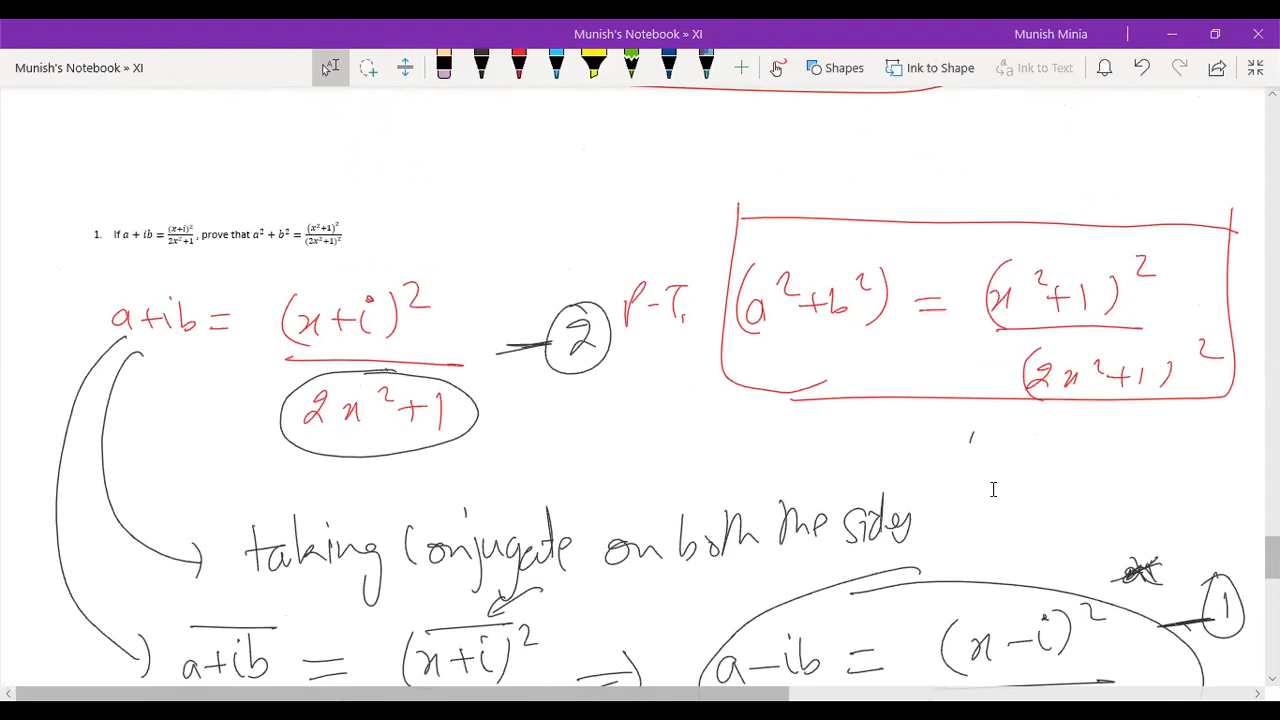 Munish's Notebook » XI
Munish Minia
Munish's Notebook » XI
Shapes
Ink to Shape
Ink to Text
1. If a + ib = (x+i)²/2x²+1, prove that a² + b² = (x²+1)²/(2x²+1)²
a+ib = (x+i)²/2x²+1 — 2
P-T. (a²+b²) = (x²+1)²/(2x²+1)²
taking conjugate on both the sides
a+ib = (x+i)² ⇒ a-ib = (x-i)² — 1